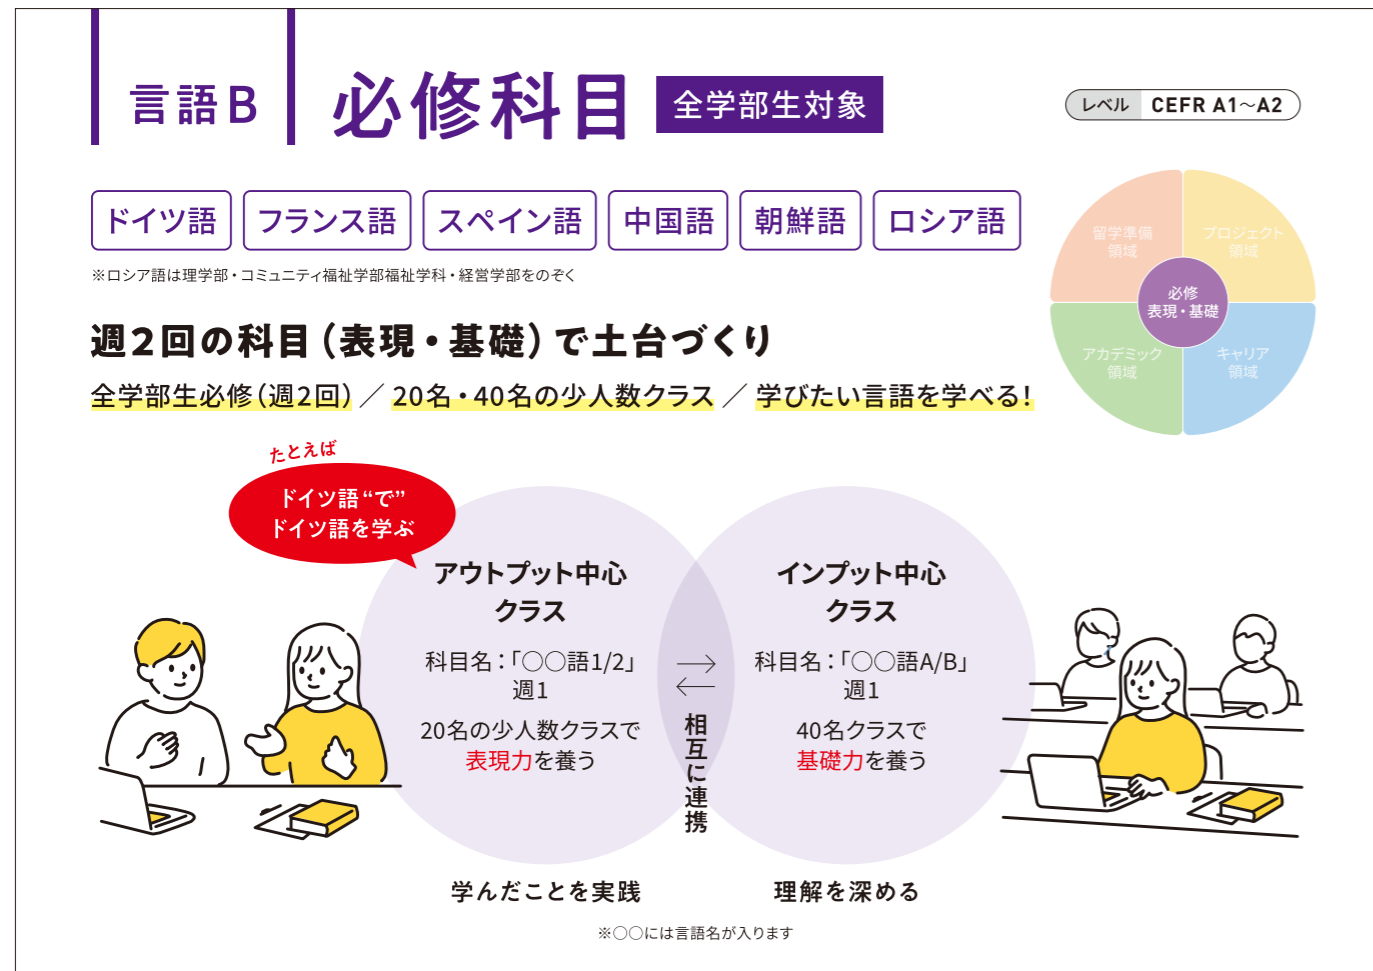 言語B
必修科目
全学部生対象
レベル CEFR A1〜A2
ドイツ語
フランス語
スペイン語
中国語
朝鮮語
ロシア語
※ロシア語は理学部・コミュニティ福祉学部福祉学科・経営学部をのぞく
留学準備
領域
プロジェクト
領域
必修
表現・基礎
アカデミック
領域
キャリア
領域
週2回の科目（表現・基礎）で土台づくり
全学部生必修（週2回）／20名・40名の少人数クラス／学びたい言語を学べる！
たとえば
ドイツ語“で”
ドイツ語を学ぶ
アウトプット中心
クラス
科目名：「○○語1/2」
週1
20名の少人数クラスで
表現力を養う
相互に連携
インプット中心
クラス
科目名：「○○語A/B」
週1
40名クラスで
基礎力を養う
学んだことを実践
理解を深める
※○○には言語名が入ります